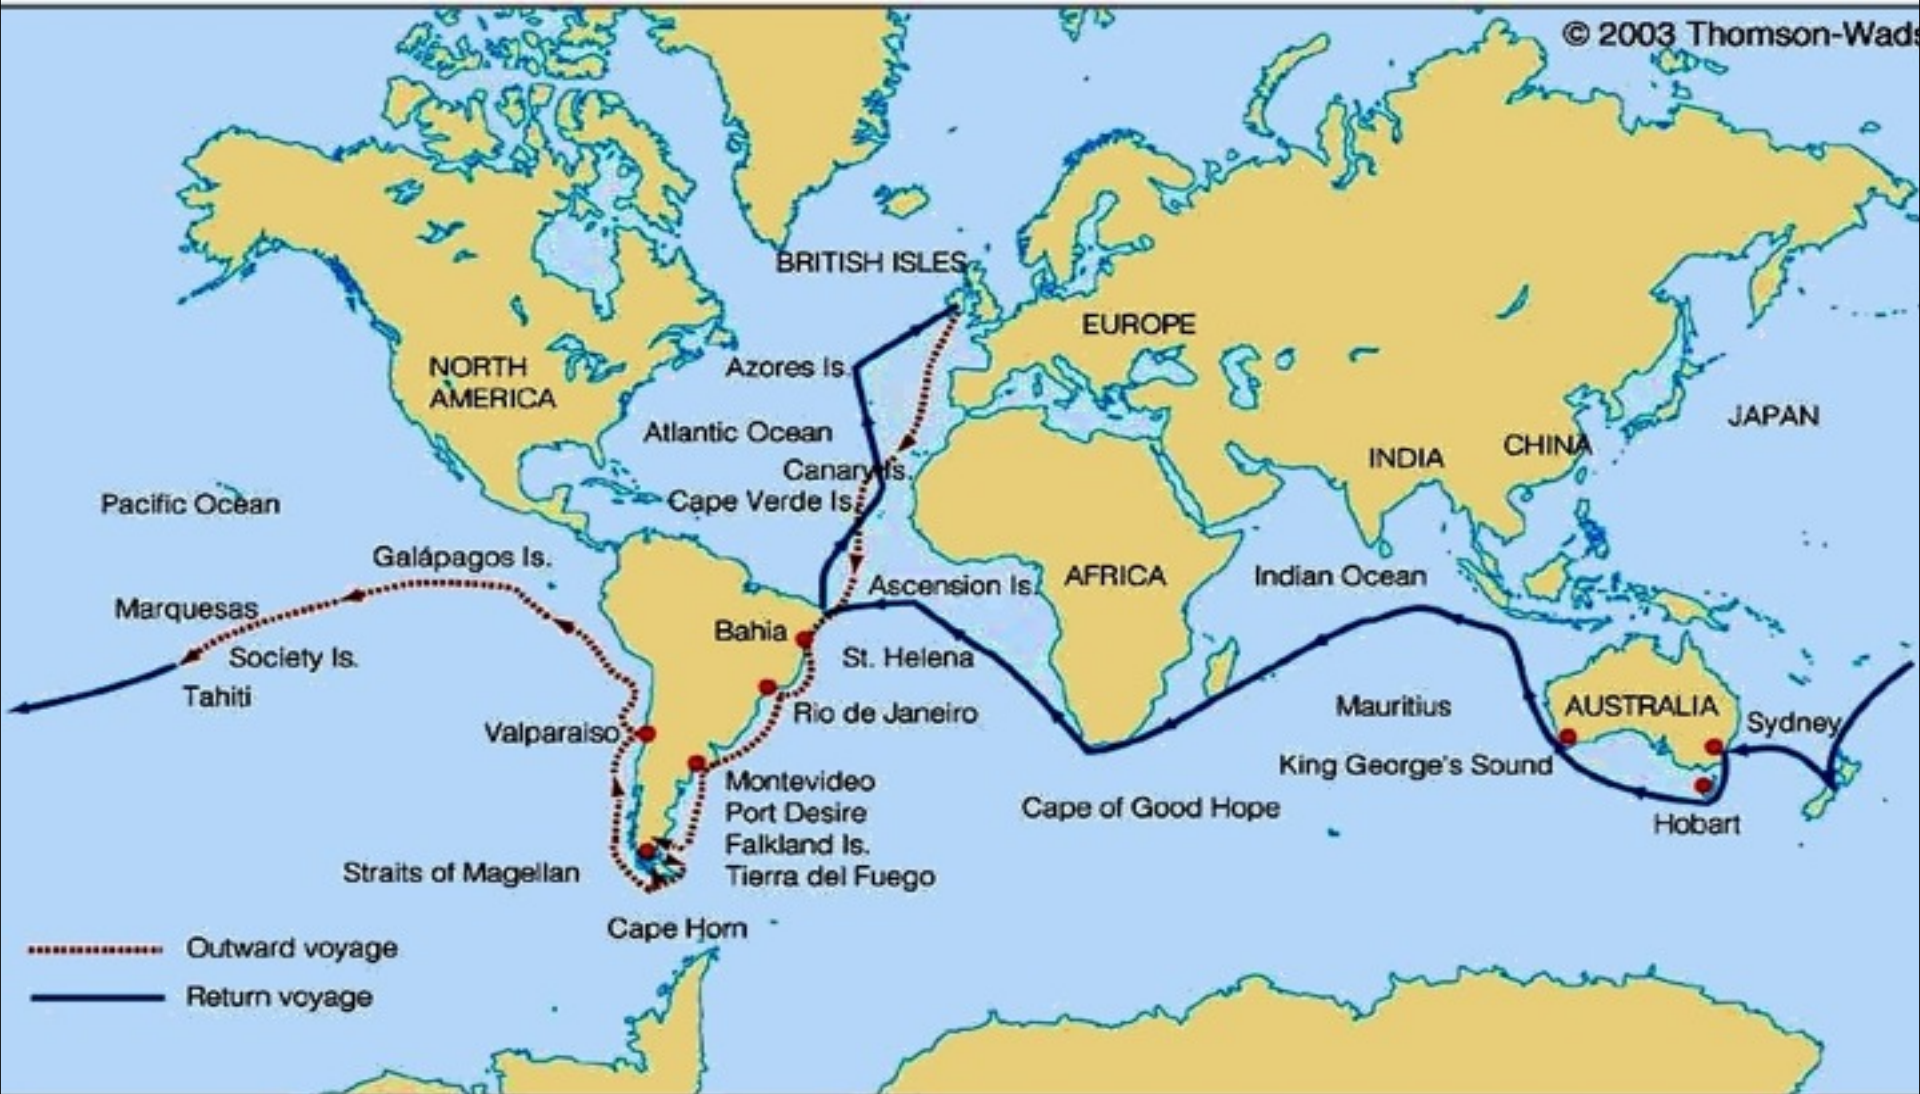 © 2003 Thomson-Wads
BRITISH ISLES
EUROPE
NORTH
AMERICA
Azores Is.
JAPAN
Atlantic Ocean
CHINA
INDIA
Canary Is.
Pacific Ocean
Cape Verde Is.
Galápagos Is.
Ascension Is.
AFRICA
Indian Ocean
Marquesas
Bahia
Society Is.
St. Helena
Tahiti
Rio de Janeiro
Mauritius
AUSTRALIA
Sydney
Valparaiso
King George's Sound
Montevideo
Port Desire
Cape of Good Hope
Hobart
Falkland Is.
Straits of Magellan
Tierra del Fuego
Cape Horn
Outward voyage
Return voyage